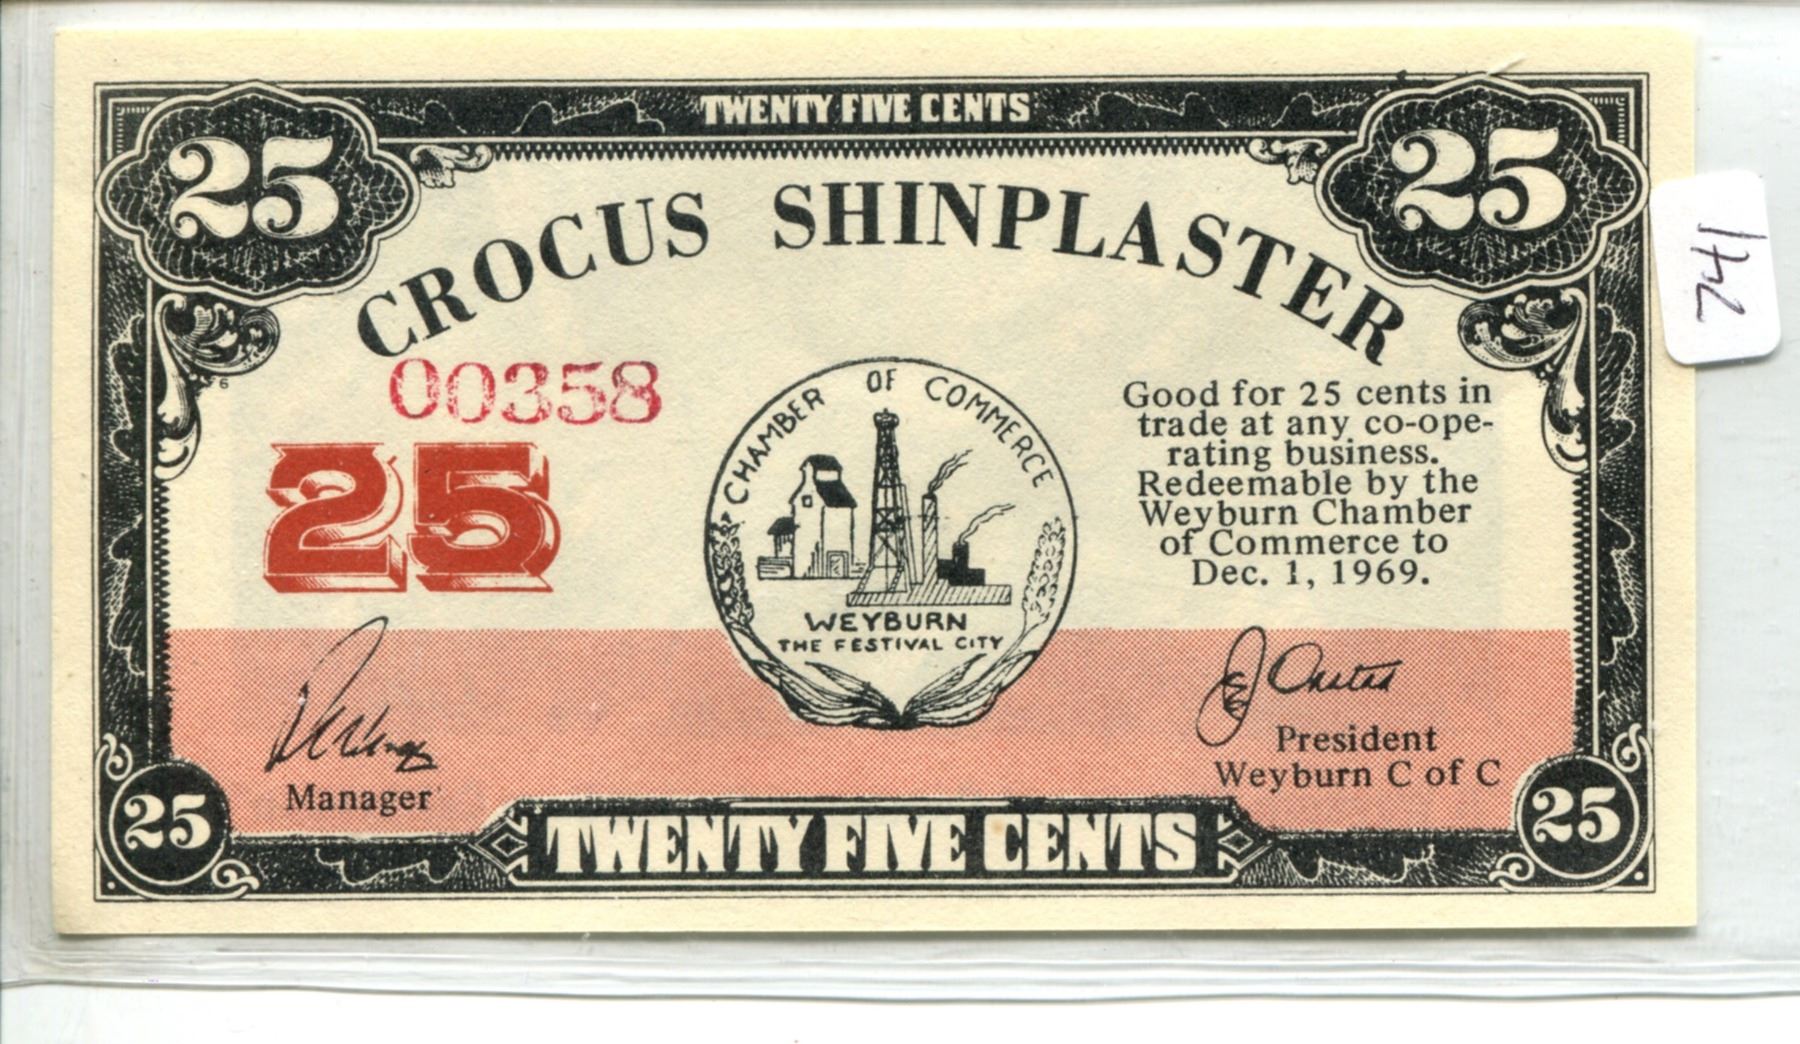 TWENTY FIVE CENTS
25 25
CROCUS SHINPLASTER
6
00358
25
CHAMBER OF COMMERCE
WEYBURN
THE FESTIVAL CITY
Good for 25 cents in
trade at any co-ope-
rating business.
Redeemable by the
Weyburn Chamber
of Commerce to
Dec. 1, 1969.
Manager
President
Weyburn C of C
25 25
TWENTY FIVE CENTS
241